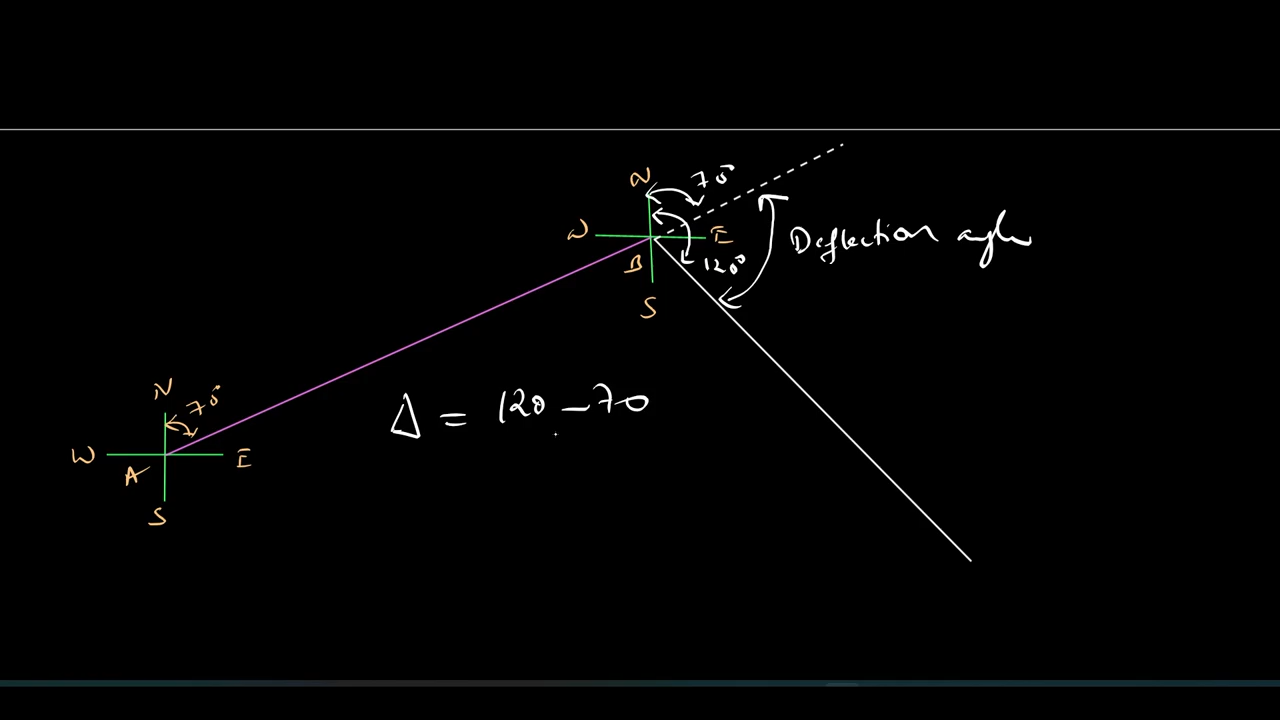 N
70°
W
E
120°
B
S
Deflection angle
N
70°
Δ = 120 - 70
W
E
A
S